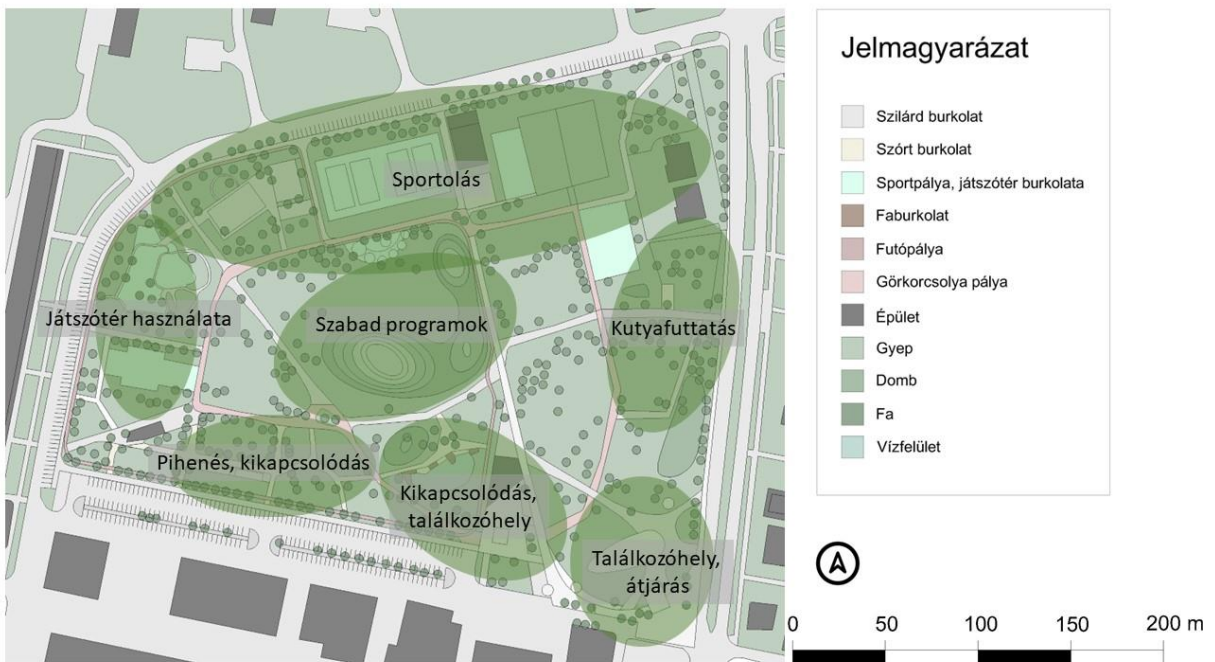 Sportolás
Játszótér használata
Szabad programok
Kutyafuttatás
Pihenés, kikapcsolódás
Kikapcsolódás,
találkozóhely
Találkozóhely,
átjárás
Jelmagyarázat
Szilárd burkolat
Szórt burkolat
Sportpálya, játszótér burkolata
Faburkolat
Futópálya
Görkorcsolya pálya
Épület
Gyep
Domb
Fa
Vízfelület
0 50 100 150 200 m